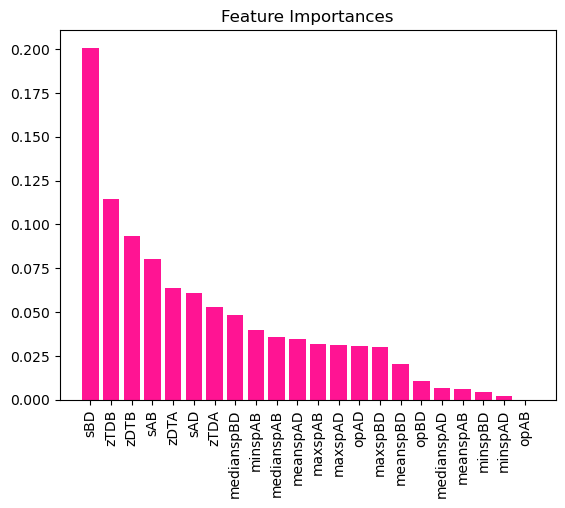 Feature Importances
0.200
0.175
0.150
0.125
0.100
0.075
0.050
0.025
0.000
sBD
zTDB
zDTB
sAB
zDTA
sAD
zTDA
medianspBD
minspAB
medianspAB
meanspAD
maxspAB
maxspAD
opAD
maxspBD
meanspBD
opBD
medianspAD
meanspAB
minspBD
minspAD
opAB